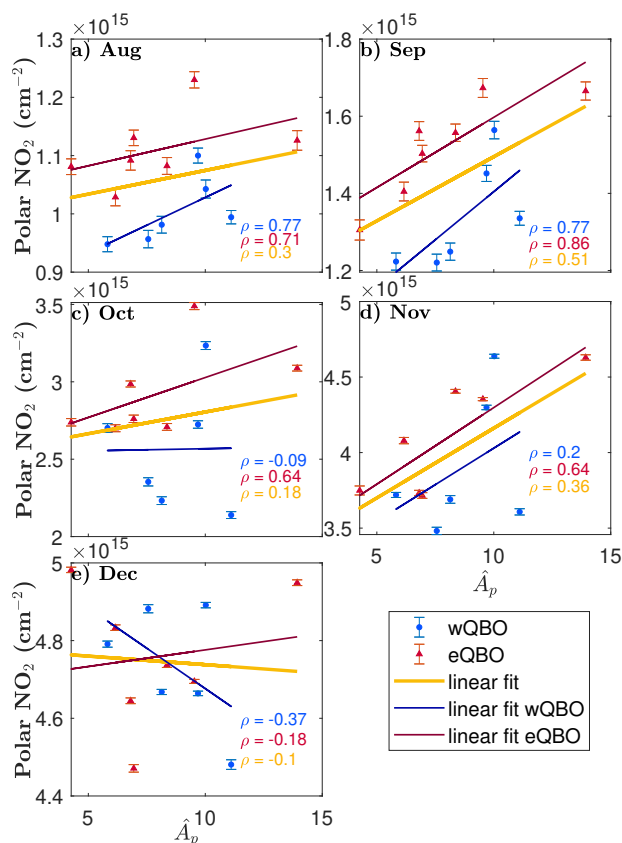 ×10^15
a) Aug
1.3
1.2
1.1
1
0.9
Polar NO2 (cm^−2)
ρ = 0.77
ρ = 0.71
ρ = 0.3
×10^15
b) Sep
1.8
1.6
1.4
1.2
ρ = 0.77
ρ = 0.86
ρ = 0.51
×10^15
c) Oct
3.5
3
2.5
2
Polar NO2 (cm^−2)
ρ = -0.09
ρ = 0.64
ρ = 0.18
×10^15
d) Nov
5
4.5
4
3.5
ρ = 0.2
ρ = 0.64
ρ = 0.36
5 10 15
Âp
×10^15
e) Dec
5
4.8
4.6
4.4
Polar NO2 (cm^−2)
ρ = -0.37
ρ = -0.18
ρ = -0.1
5 10 15
Âp
wQBO
eQBO
linear fit
linear fit wQBO
linear fit eQBO